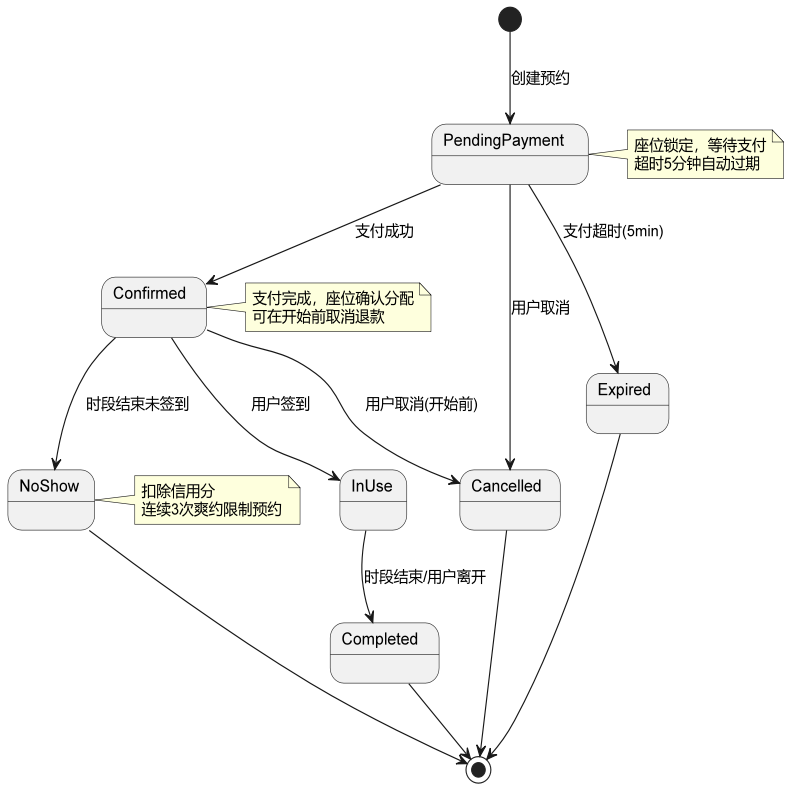 创建预约
PendingPayment
座位锁定，等待支付
超时5分钟自动过期
支付成功
支付超时(5min)
用户取消
Confirmed
支付完成，座位确认分配
可在开始前取消退款
时段结束未签到
用户签到
用户取消(开始前)
Expired
NoShow
扣除信用分
连续3次爽约限制预约
InUse
Cancelled
时段结束/用户离开
Completed